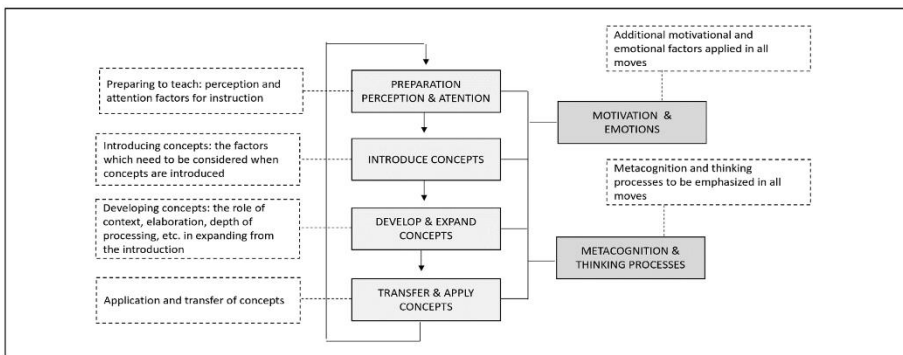 Additional motivational and
emotional factors applied in all
moves
Preparing to teach: perception and
attention factors for instruction
PREPARATION
PERCEPTION & ATENTION
MOTIVATION &
EMOTIONS
Introducing concepts: the factors
which need to be considered when
concepts are introduced
INTRODUCE CONCEPTS
Metacognition and thinking
processes to be emphasized in all
moves
Developing concepts: the role of
context, elaboration, depth of
processing, etc. in expanding from
the introduction
DEVELOP & EXPAND
CONCEPTS
METACOGNITION &
THINKING PROCESSES
Application and transfer of concepts
TRANSFER & APPLY
CONCEPTS